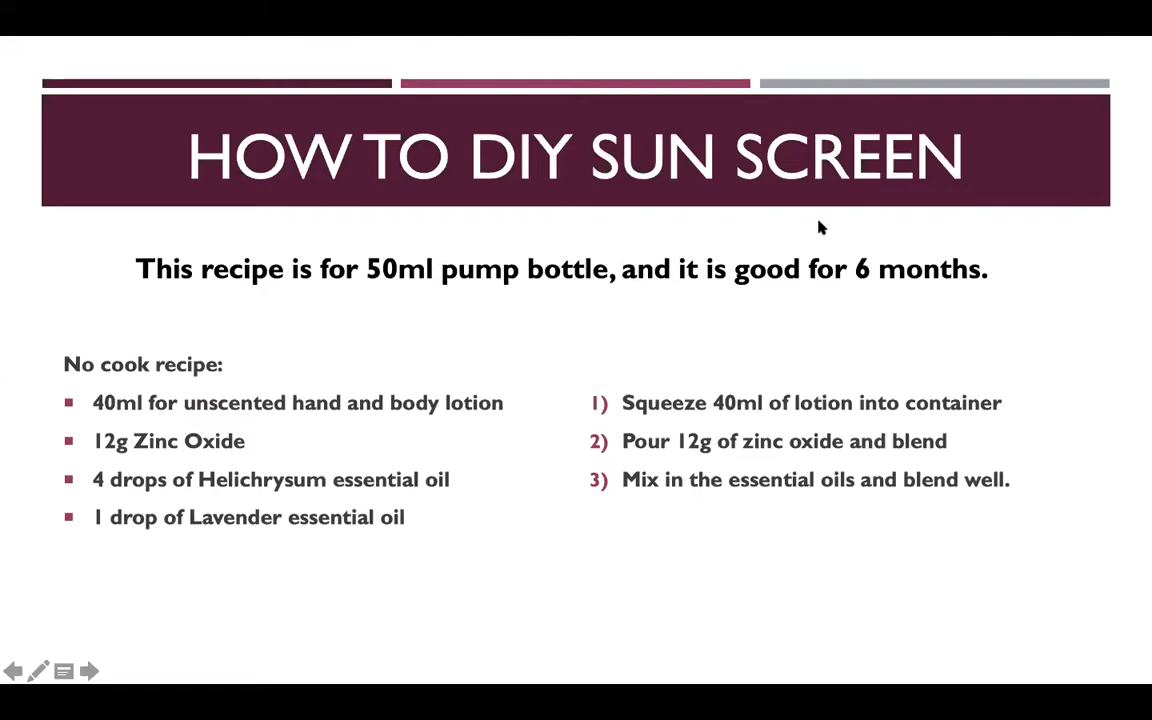 HOW TO DIY SUN SCREEN
This recipe is for 50ml pump bottle, and it is good for 6 months.
No cook recipe:
▪ 40ml for unscented hand and body lotion
▪ 12g Zinc Oxide
▪ 4 drops of Helichrysum essential oil
▪ 1 drop of Lavender essential oil
1) Squeeze 40ml of lotion into container
2) Pour 12g of zinc oxide and blend
3) Mix in the essential oils and blend well.